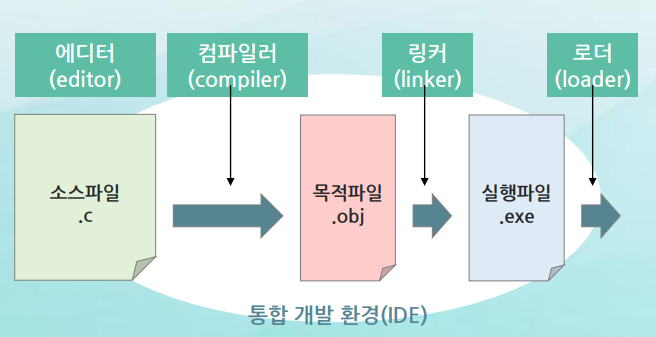 에디터
(editor)
컴파일러
(compiler)
링커
(linker)
로더
(loader)
소스파일
.c
목적파일
.obj
실행파일
.exe
통합 개발 환경(IDE)